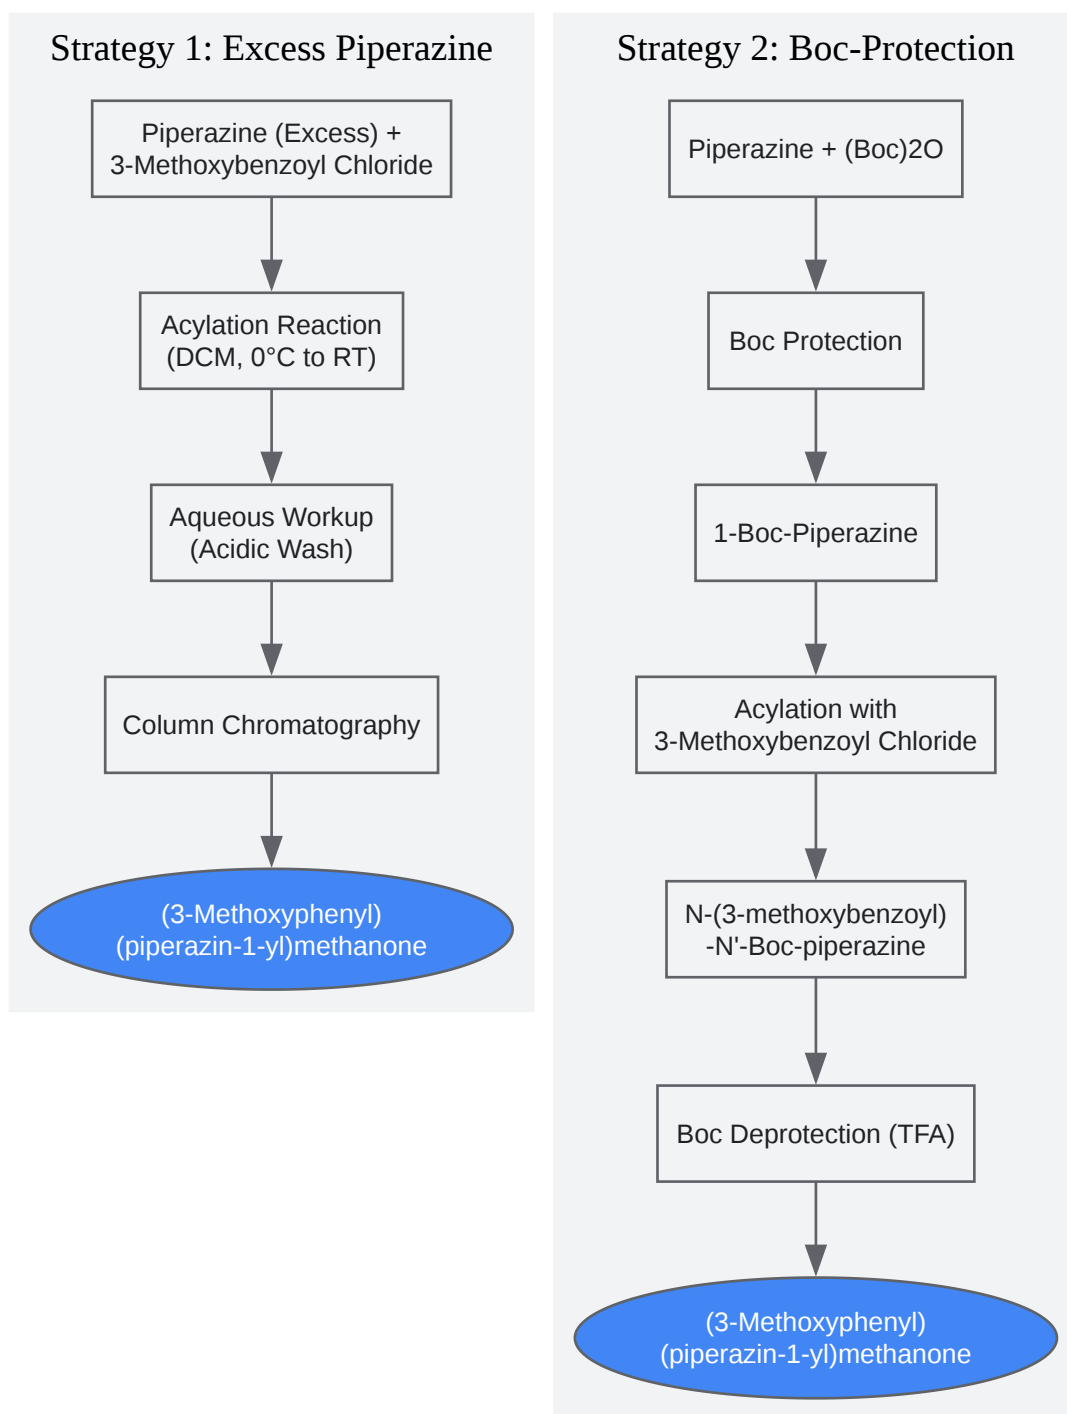 Strategy 1: Excess Piperazine
Piperazine (Excess) +
3-Methoxybenzoyl Chloride
Acylation Reaction
(DCM, 0°C to RT)
Aqueous Workup
(Acidic Wash)
Column Chromatography
(3-Methoxyphenyl)
(piperazin-1-yl)methanone
Strategy 2: Boc-Protection
Piperazine + (Boc)2O
Boc Protection
1-Boc-Piperazine
Acylation with
3-Methoxybenzoyl Chloride
N-(3-methoxybenzoyl)
-N'-Boc-piperazine
Boc Deprotection (TFA)
(3-Methoxyphenyl)
(piperazin-1-yl)methanone